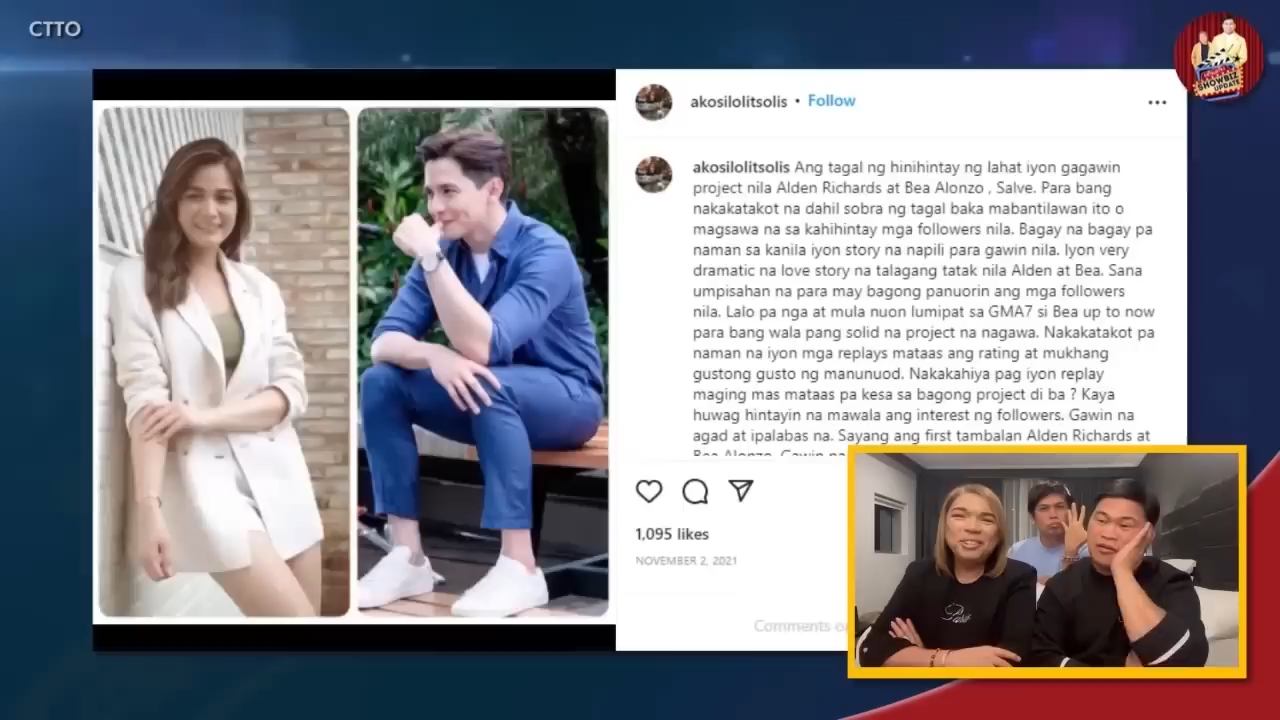 CTTO
SHOWBIZ
UPDATE
akosilolitsolis • Follow
akosilolitsolis Ang tagal ng hinihintay ng lahat iyon gagawin
project nila Alden Richards at Bea Alonzo , Salve. Para bang
nakakatakot na dahil sobra ng tagal baka mabantilawan ito o
magsawa na sa kahihintay mga followers nila. Bagay na bagay pa
naman sa kanila iyon story na napili para gawin nila. Iyon very
dramatic na love story na talagang tatak nila Alden at Bea. Sana
umpisahan na para may bagong panuorin ang mga followers
nila. Lalo pa nga at mula nuon lumipat sa GMA7 si Bea up to now
para bang wala pang solid na project na nagawa. Nakakatakot pa
naman na iyon mga replays mataas ang rating at mukhang
gustong gusto ng manunuod. Nakakahiya pag iyon replay
maging mas mataas pa kesa sa bagong project di ba ? Kaya
huwag hintayin na mawala ang interest ng followers. Gawin na
agad at ipalabas na. Sayang ang first tambalan Alden Richards at
Bea Alonzo. Gawin na
1,095 likes
NOVEMBER 2, 2021
Comments